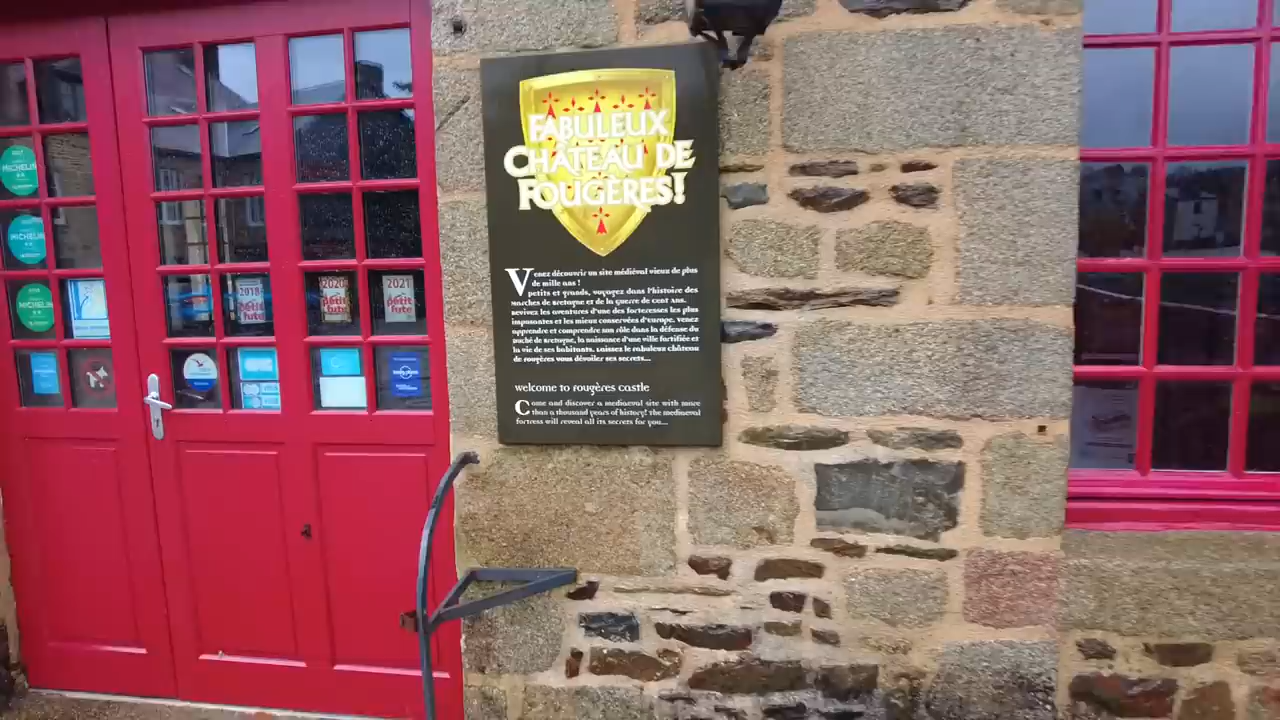 FABULEUX
CHÂTEAU DE
FOUGÈRES!
Venez découvrir un site médiéval vieux de plus
de mille ans !
petits et grands, voyagez dans l'histoire des
marches de bretagne et de la guerre de cent ans.
revivez les aventures d'une des forteresses les plus
imposantes et les mieux conservées d'europe. venez
apprendre et comprendre son rôle dans la défense du
duché de bretagne, la naissance d'une ville fortifiée et
la vie de ses habitants. laissez le fabuleux château
de fougères vous dévoiler ses secrets...
welcome to fougères castle
Come and discover a mediaeval site with more
than a thousand years of history! the mediaeval
fortress will reveal all its secrets for you...
MICHELIN
MICHELIN
MICHELIN
2018
petit
futé
2020
petit
futé
2021
petit
futé